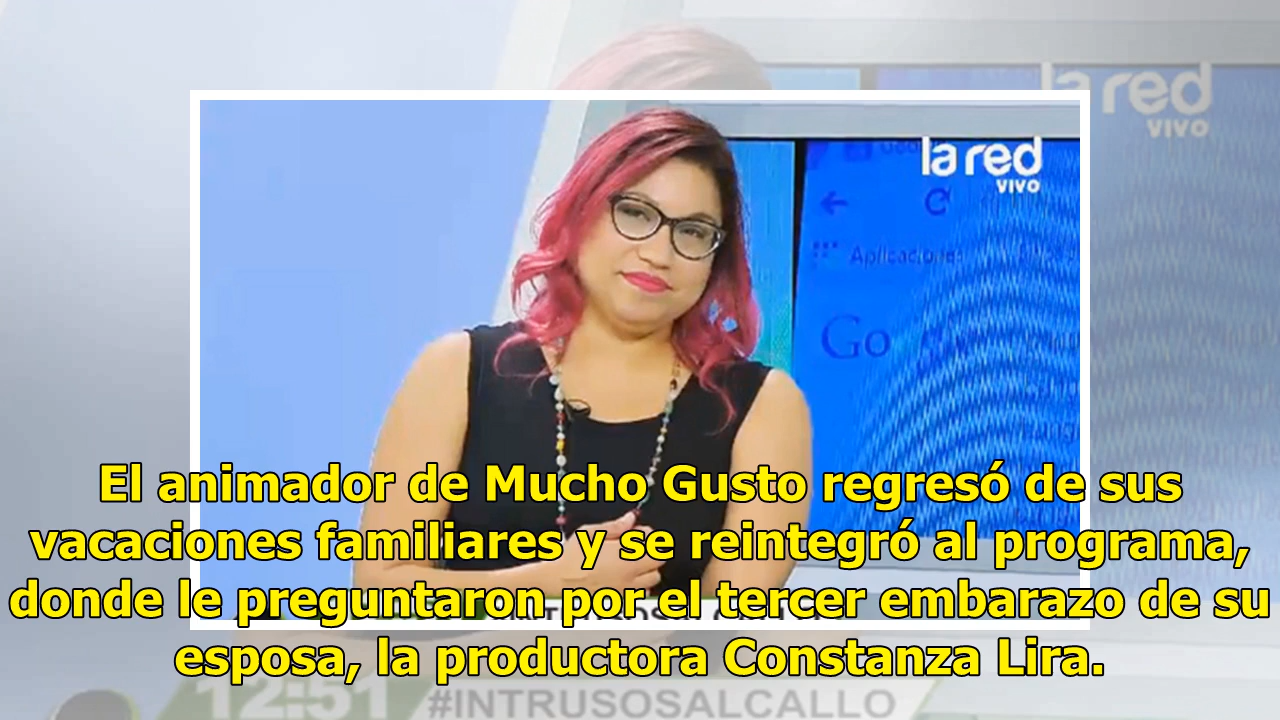 la red
VIVO
la red
VIVO
Aplicaciones
Go
El animador de Mucho Gusto regresó de sus
vacaciones familiares y se reintegró al programa,
donde le preguntaron por el tercer embarazo de su
esposa, la productora Constanza Lira.
12:51
#INTRUSOSALCALLO